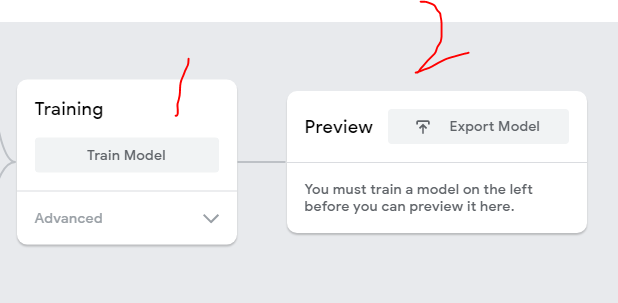 1
2
Training
Train Model
Advanced
Preview
Export Model
You must train a model on the left
before you can preview it here.